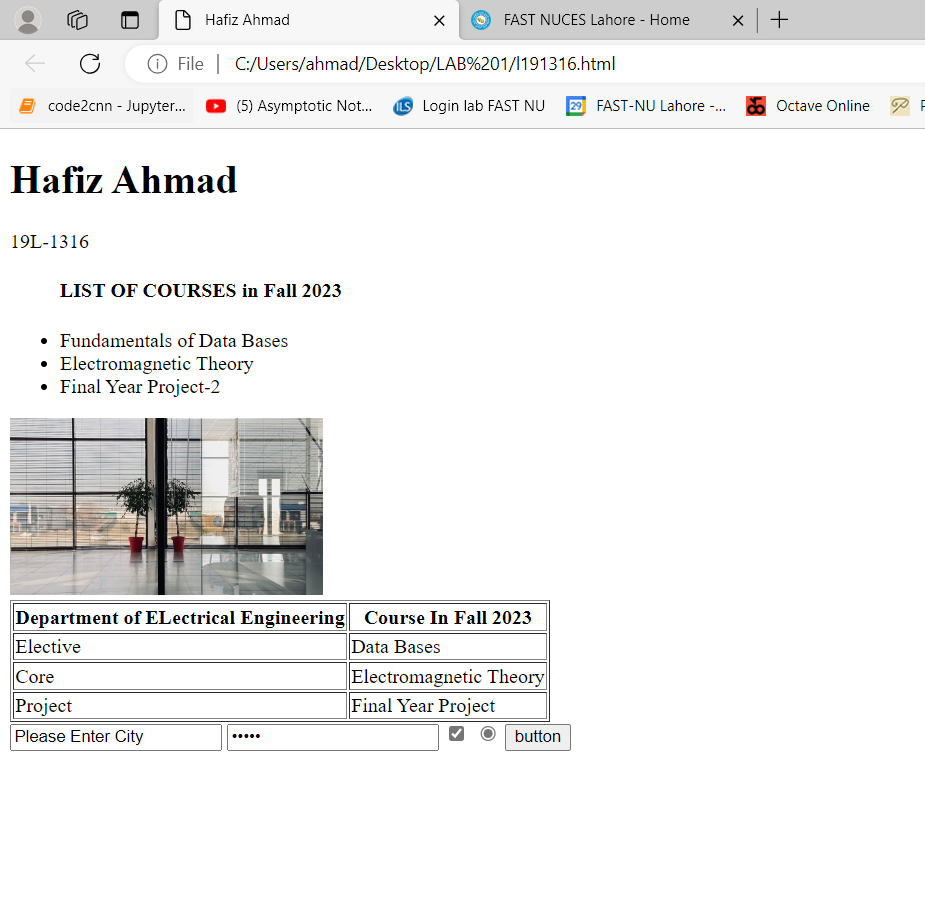 Hafiz Ahmad
FAST NUCES Lahore - Home
File
C:/Users/ahmad/Desktop/LAB%201/l191316.html
code2cnn - Jupyter...
(5) Asymptotic Not...
Login lab FAST NU
29
FAST-NU Lahore -...
Octave Online
Hafiz Ahmad
19L-1316
LIST OF COURSES in Fall 2023
Fundamentals of Data Bases
Electromagnetic Theory
Final Year Project-2
Department of ELectrical Engineering Course In Fall 2023
Elective Data Bases
Core Electromagnetic Theory
Project Final Year Project
Please Enter City ••••• button